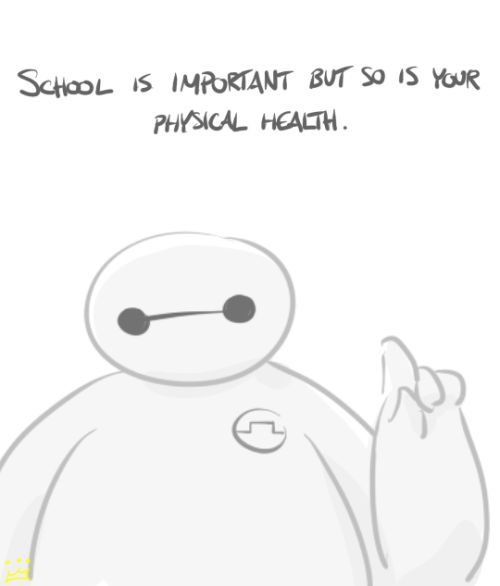 SCHOOL IS IMPORTANT BUT SO IS YOUR
PHYSICAL HEALTH.